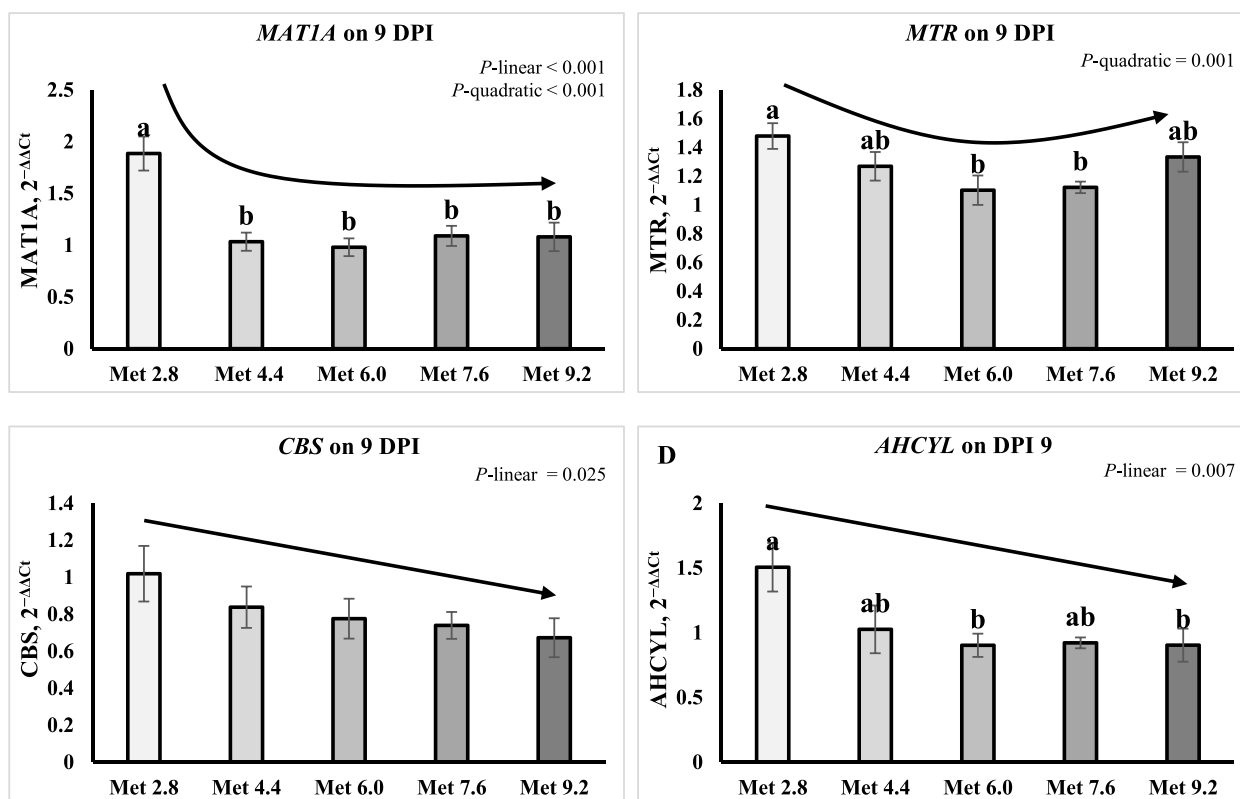 MAT1A on 9 DPI
P-linear < 0.001
P-quadratic < 0.001
MAT1A, 2−ΔΔCt
2.5
2
1.5
1
0.5
0
a
b
b
b
b
Met 2.8 Met 4.4 Met 6.0 Met 7.6 Met 9.2
MTR on 9 DPI
P-quadratic = 0.001
MTR, 2−ΔΔCt
1.8
1.6
1.4
1.2
1
0.8
0.6
0.4
0.2
0
a
ab
b
b
ab
Met 2.8 Met 4.4 Met 6.0 Met 7.6 Met 9.2
CBS on 9 DPI
P-linear = 0.025
CBS, 2−ΔΔCt
1.4
1.2
1
0.8
0.6
0.4
0.2
0
Met 2.8 Met 4.4 Met 6.0 Met 7.6 Met 9.2
D
AHCYL on DPI 9
P-linear = 0.007
AHCYL, 2−ΔΔCt
2
1.5
1
0.5
0
a
ab
b
ab
b
Met 2.8 Met 4.4 Met 6.0 Met 7.6 Met 9.2